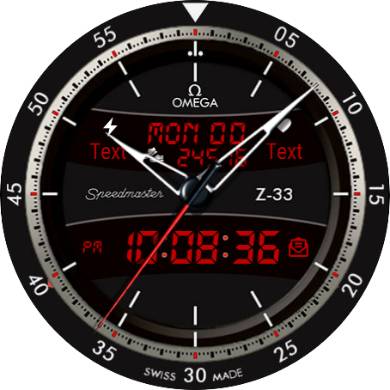 55
05
50
10
Ω
OMEGA
MON 00
Text
Text
45
Speedmaster
Z-33
15
PM
10:08:36
40
20
35
25
SWISS 30 MADE